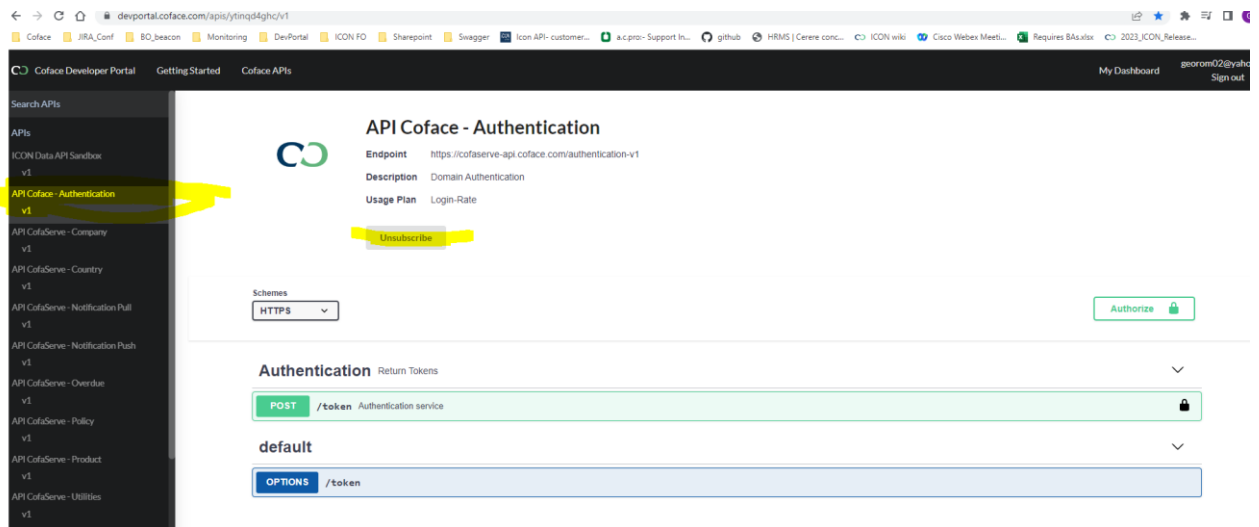 devportal.coface.com/apis/ytinqd4ghc/v1
Coface JIRA_Conf BO_beacon Monitoring DevPortal ICON FO Sharepoint Swagger Icon API- customer... a.c.pro:- Support In... github HRMS | Cerere conc... ICON wiki Cisco Webex Meeti... Requires BAs.xlsx 2023_ICON_Release...
Coface Developer Portal Getting Started Coface APIs My Dashboard georom02@yaho
Sign out
Search APIs
APIs
ICON Data API Sandbox
v1
API Coface - Authentication
v1
API CofaServe - Company
v1
API CofaServe - Country
v1
API CofaServe - Notification Pull
v1
API CofaServe - Notification Push
v1
API CofaServe - Overdue
v1
API CofaServe - Policy
v1
API CofaServe - Product
v1
API CofaServe - Utilities
v1
API Coface - Authentication
Endpoint https://cofaserve-api.coface.com/authentication-v1
Description Domain Authentication
Usage Plan Login-Rate
Unsubscribe
Schemes
HTTPS
Authorize
Authentication Return Tokens
POST /token Authentication service
default
OPTIONS /token